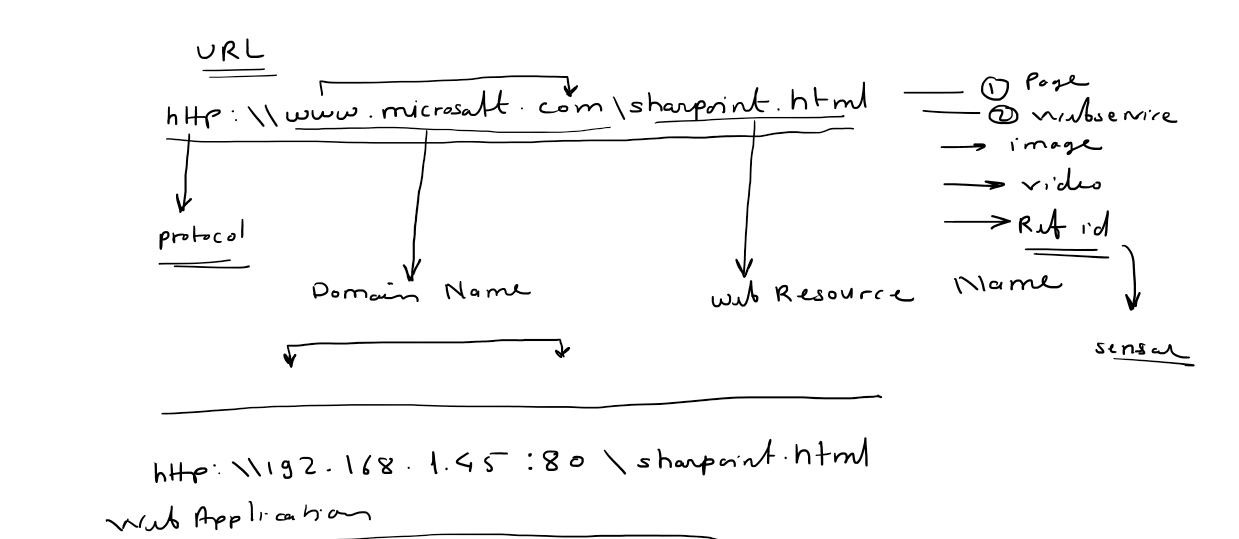 URL
http:\\www.microsoft.com\sharpoint.html
① Page
② webservice
image
video
Ref id
protocol
Domain Name
web Resource Name
sensor
http:\\192.168.1.45:80\sharpoint.html
Web Application